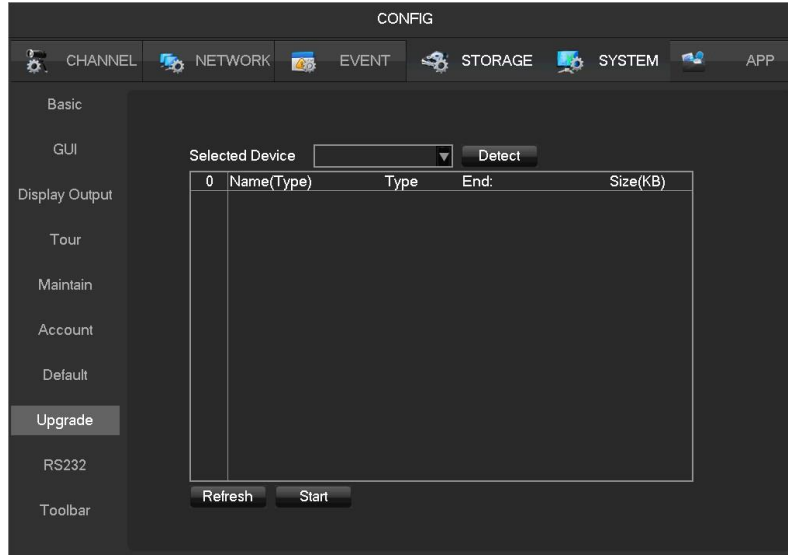 CONFIG
CHANNEL NETWORK EVENT STORAGE SYSTEM APP
Basic
GUI
Display Output
Tour
Maintain
Account
Default
Upgrade
RS232
Toolbar
Selected Device Detect
0 Name(Type) Type End: Size(KB)
Refresh Start